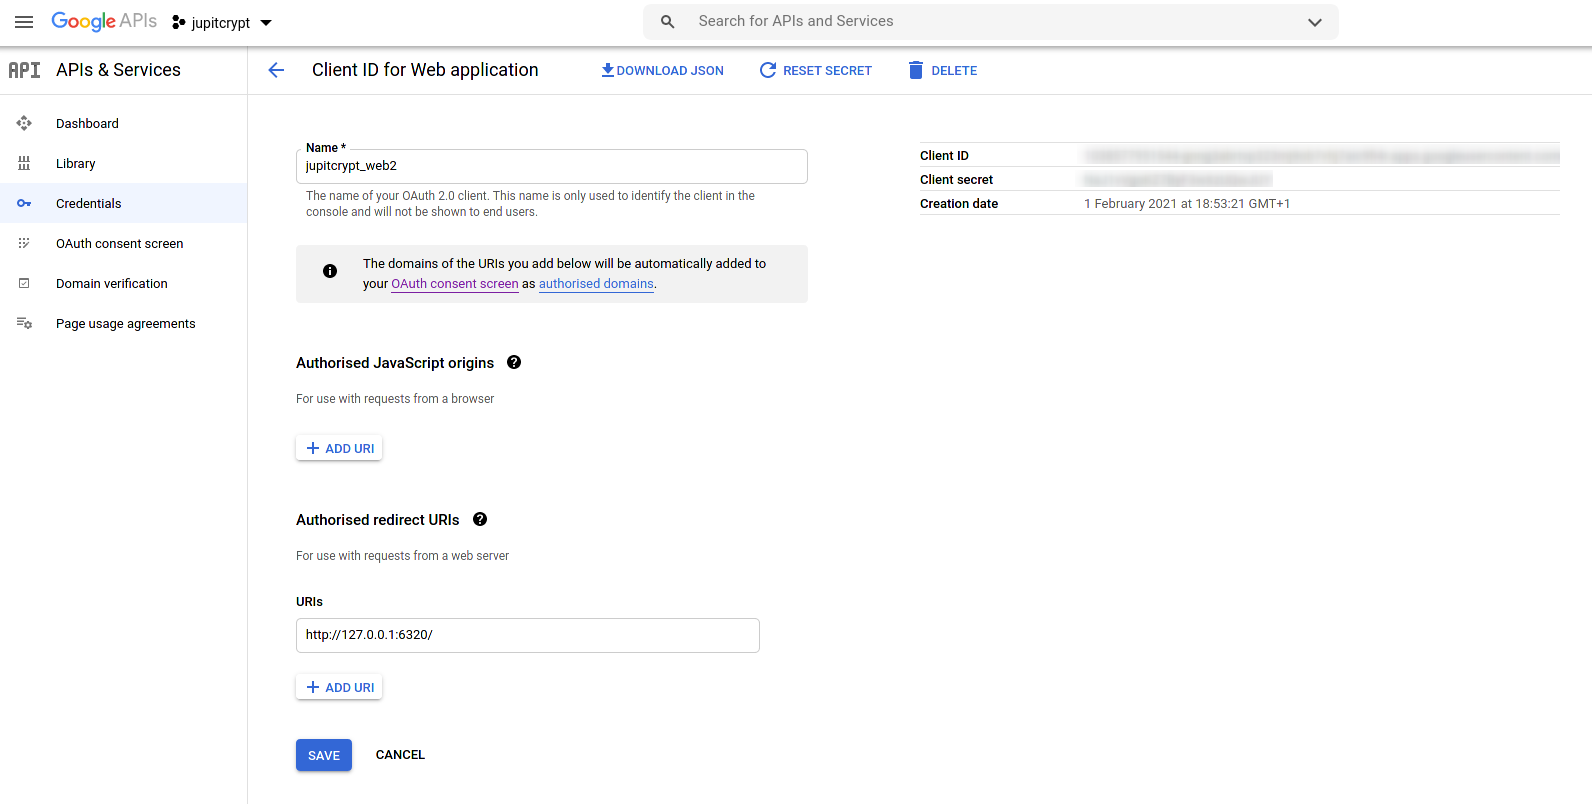 Google APIs
jupitcrypt
Search for APIs and Services
API
APIs & Services
Client ID for Web application
DOWNLOAD JSON
RESET SECRET
DELETE
Dashboard
Library
Credentials
OAuth consent screen
Domain verification
Page usage agreements
Name *
jupitcrypt_web2
The name of your OAuth 2.0 client. This name is only used to identify the client in the
console and will not be shown to end users.
The domains of the URIs you add below will be automatically added to
your OAuth consent screen as authorised domains.
Authorised JavaScript origins
For use with requests from a browser
ADD URI
Authorised redirect URIs
For use with requests from a web server
URIs
http://127.0.0.1:6320/
ADD URI
SAVE
CANCEL
Client ID
Client secret
Creation date 1 February 2021 at 18:53:21 GMT+1